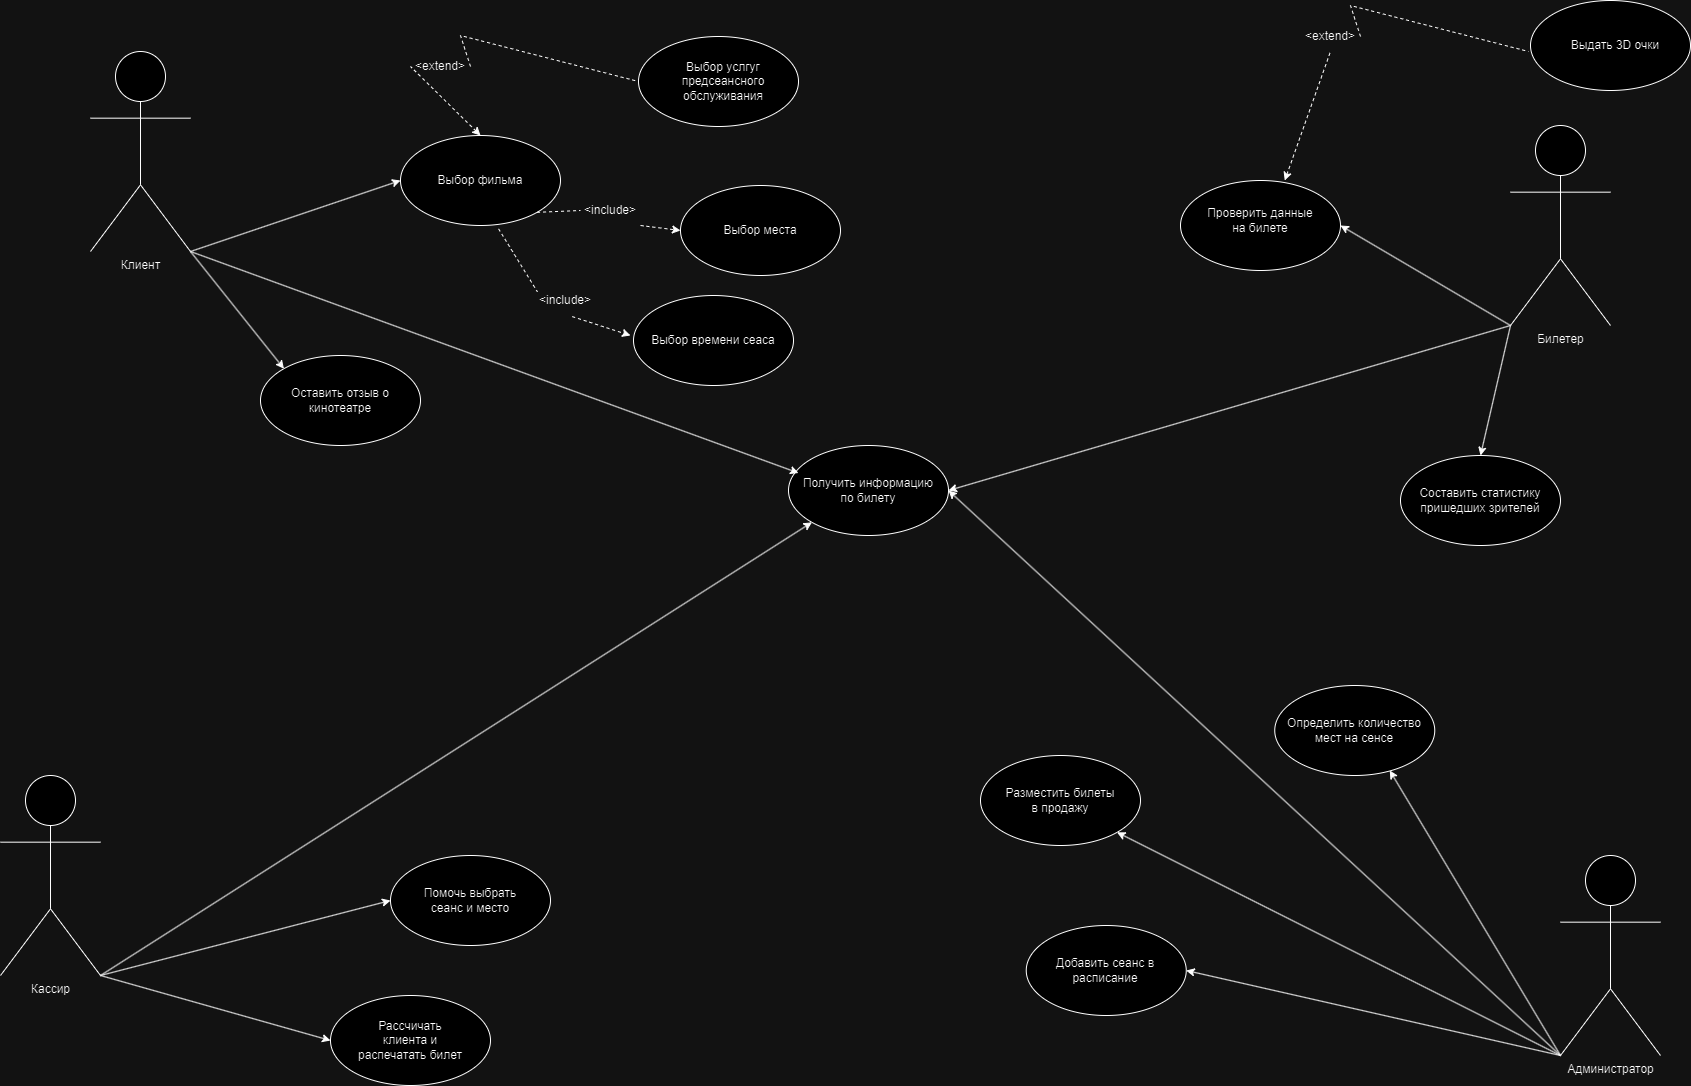 <extend>
Выдать 3D очки
<extend>
Выбор услгуг
предсеансного
обслуживания
Выбор фильма
<include>
Выбор места
Проверить данные
на билете
Клиент
<include>
Выбор времени сеаса
Билетер
Оставить отзыв о
кинотеатре
Получить информацию
по билету
Составить статистику
пришедших зрителей
Определить количество
мест на сенсе
Разместить билеты
в продажу
Помочь выбрать
сеанс и место
Добавить сеанс в
расписание
Кассир
Рассчичать
клиента и
распечатать билет
Администратор